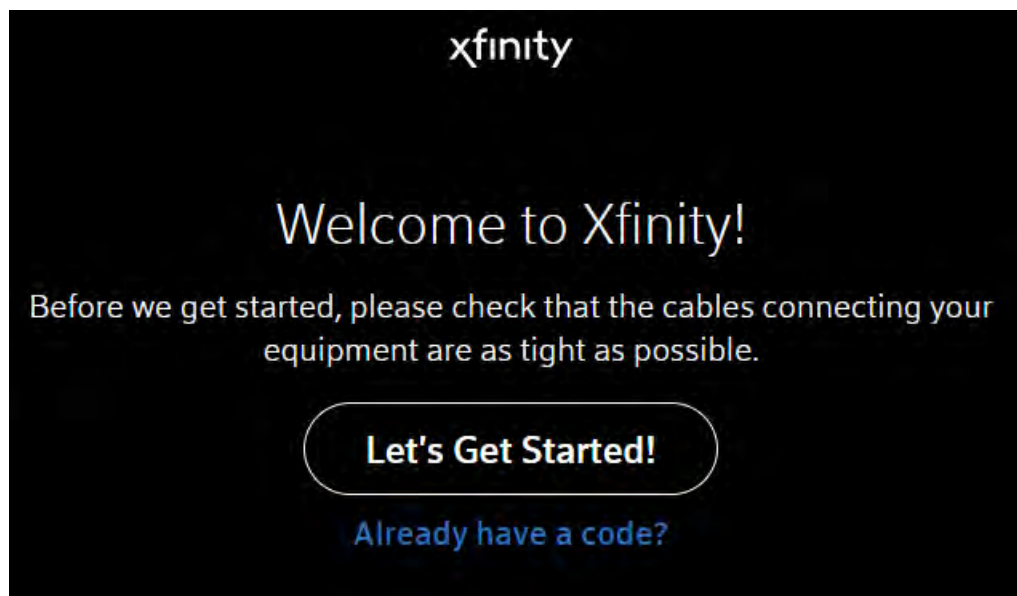 xfinity
Welcome to Xfinity!
Before we get started, please check that the cables connecting your
equipment are as tight as possible.
Let's Get Started!
Already have a code?